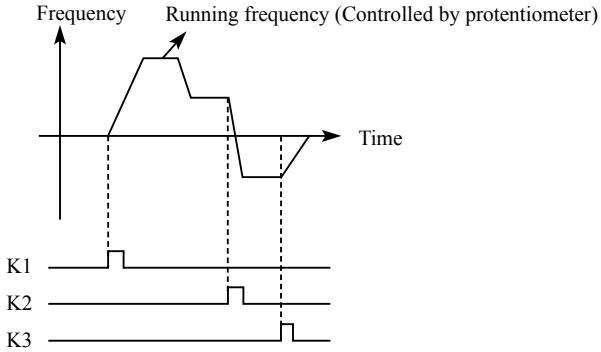 Frequency
Running frequency (Controlled by protentiometer)
Time
K1
K2
K3